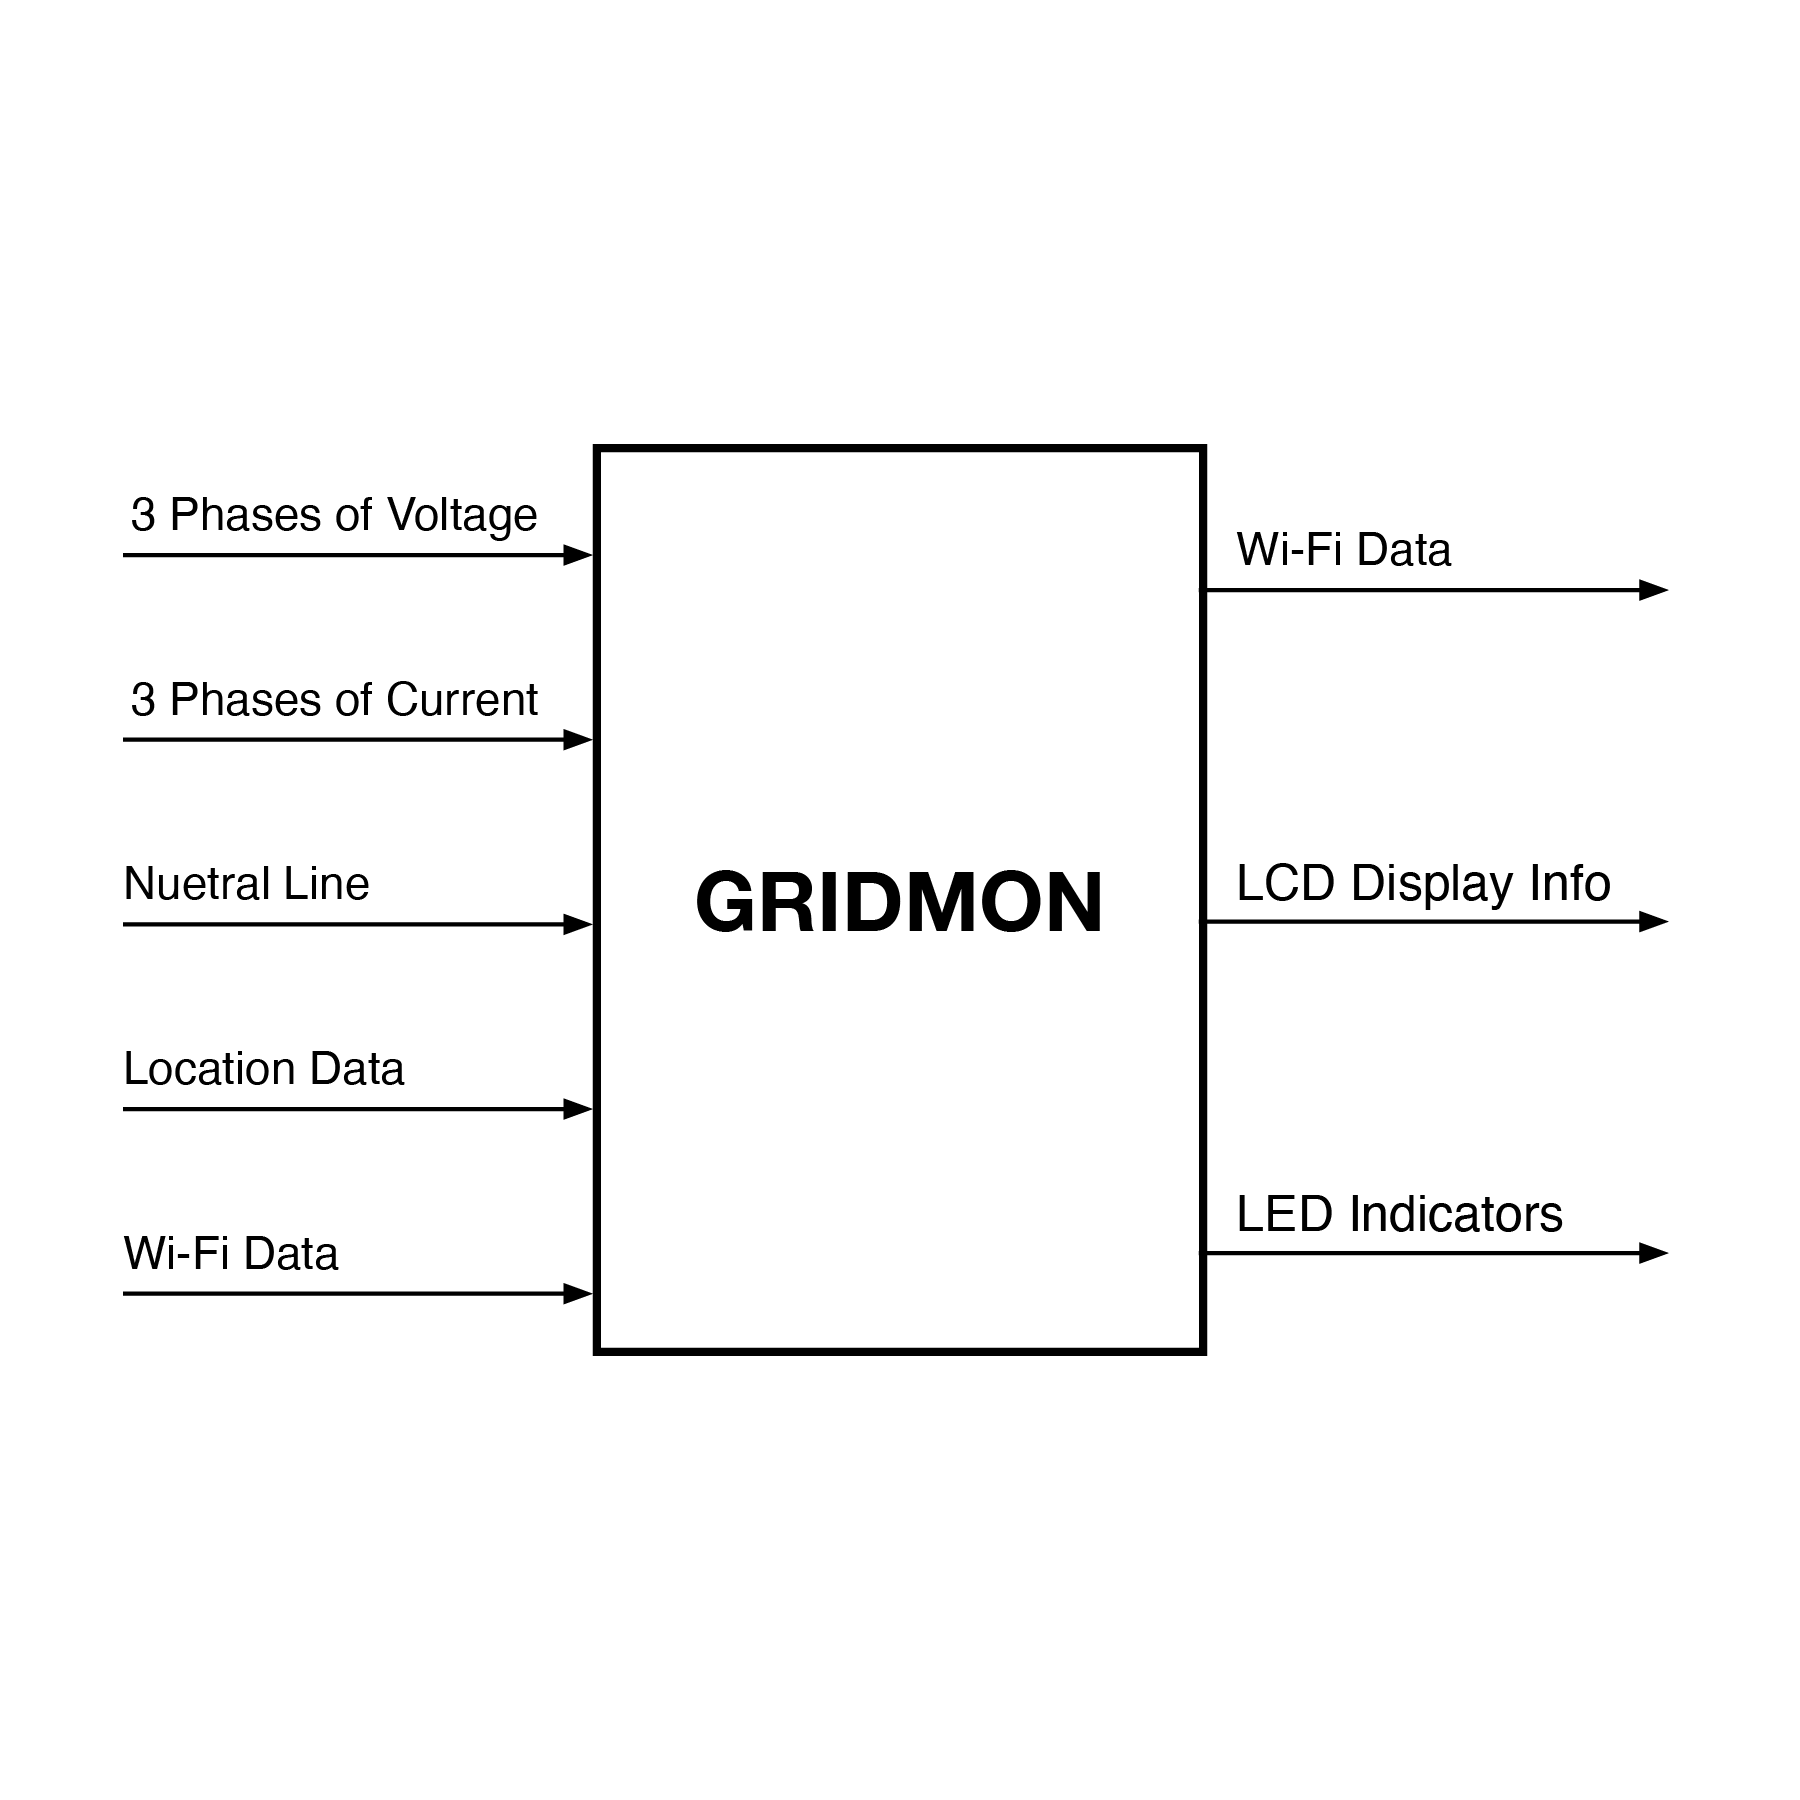 3 Phases of Voltage
3 Phases of Current
Nuetral Line
Location Data
Wi-Fi Data
GRIDMON
Wi-Fi Data
LCD Display Info
LED Indicators